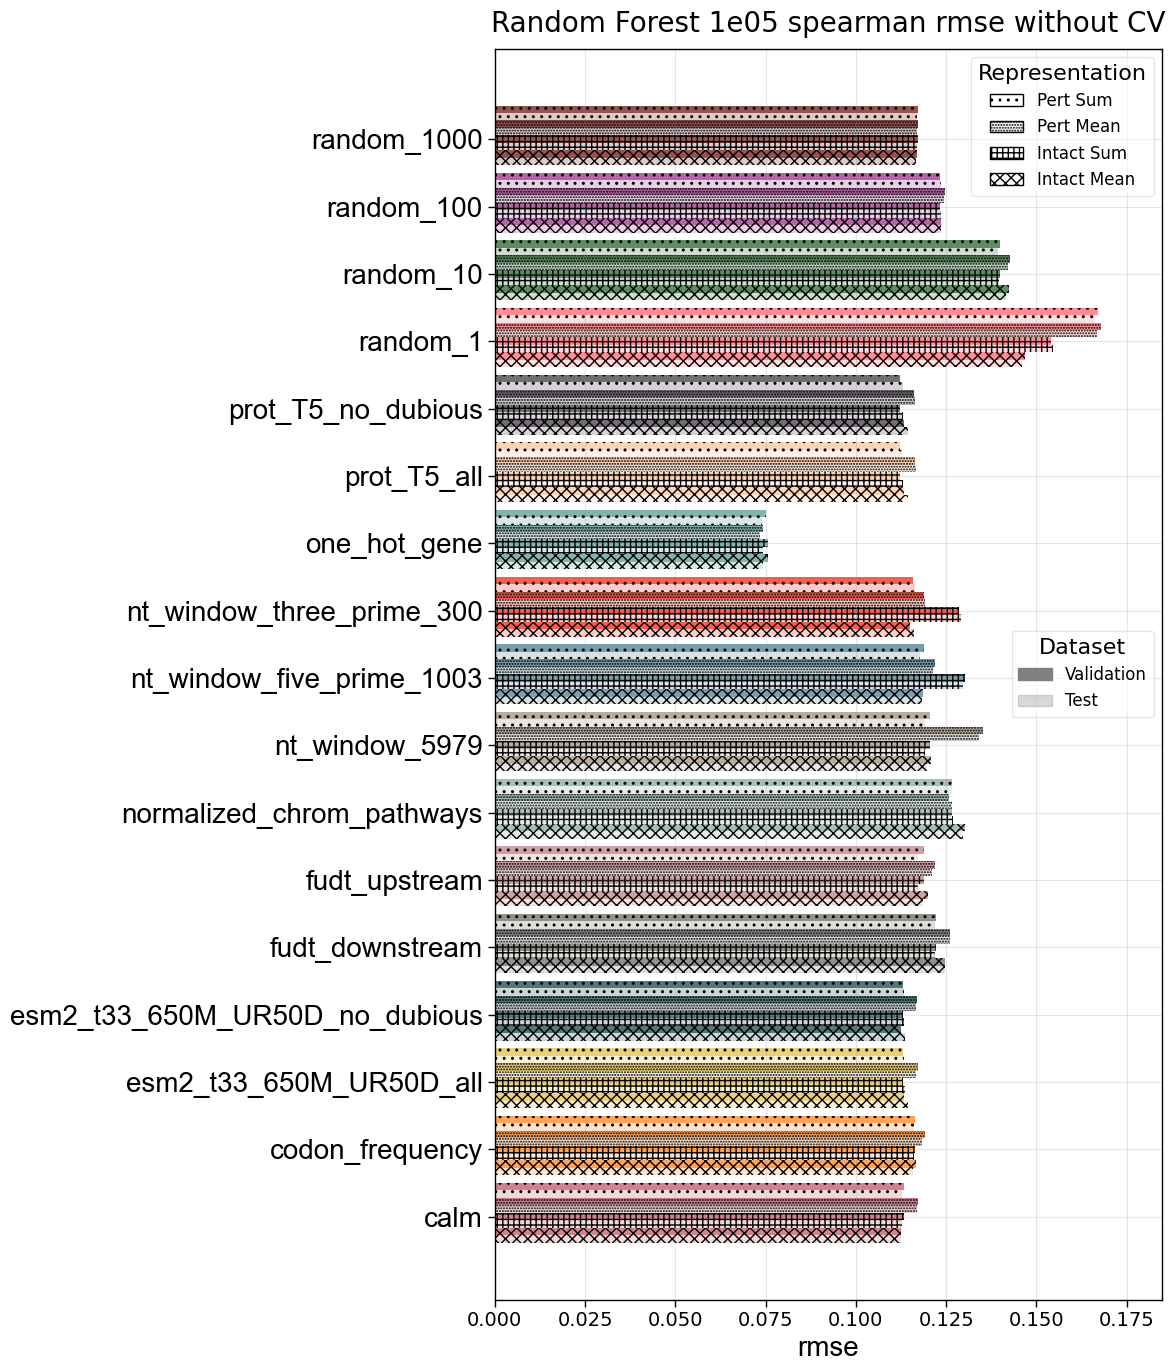 Random Forest 1e05 spearman rmse without CV
Representation
Pert Sum
Pert Mean
Intact Sum
Intact Mean
random_1000
random_100
random_10
random_1
prot_T5_no_dubious
prot_T5_all
one_hot_gene
nt_window_three_prime_300
nt_window_five_prime_1003
nt_window_5979
normalized_chrom_pathways
fudt_upstream
fudt_downstream
esm2_t33_650M_UR50D_no_dubious
esm2_t33_650M_UR50D_all
codon_frequency
calm
Dataset
Validation
Test
0.000 0.025 0.050 0.075 0.100 0.125 0.150 0.175
rmse